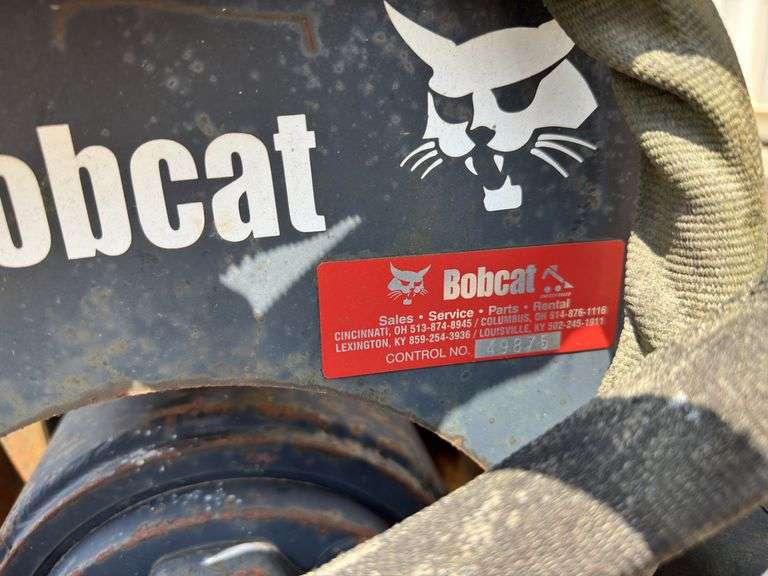 obcat
Bobcat
Sales • Service • Parts • Rental
CINCINNATI, OH 513-874-8945 / COLUMBUS, OH 614-876-1116
LEXINGTON, KY 859-254-3936 / LOUISVILLE, KY 502-245-1911
CONTROL NO. 49875